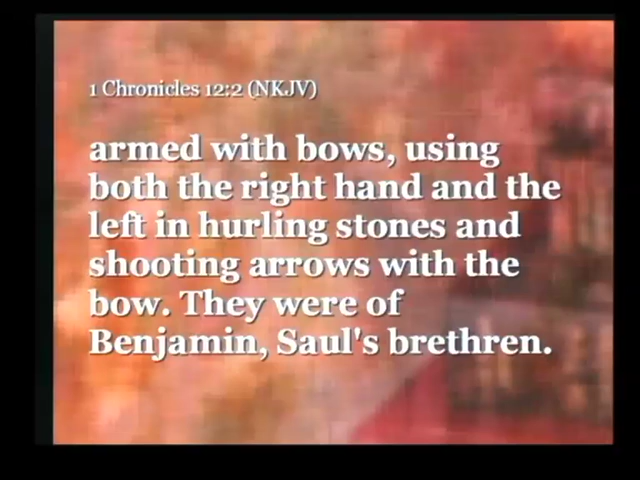 1 Chronicles 12:2 (NKJV)
armed with bows, using
both the right hand and the
left in hurling stones and
shooting arrows with the
bow. They were of
Benjamin, Saul's brethren.